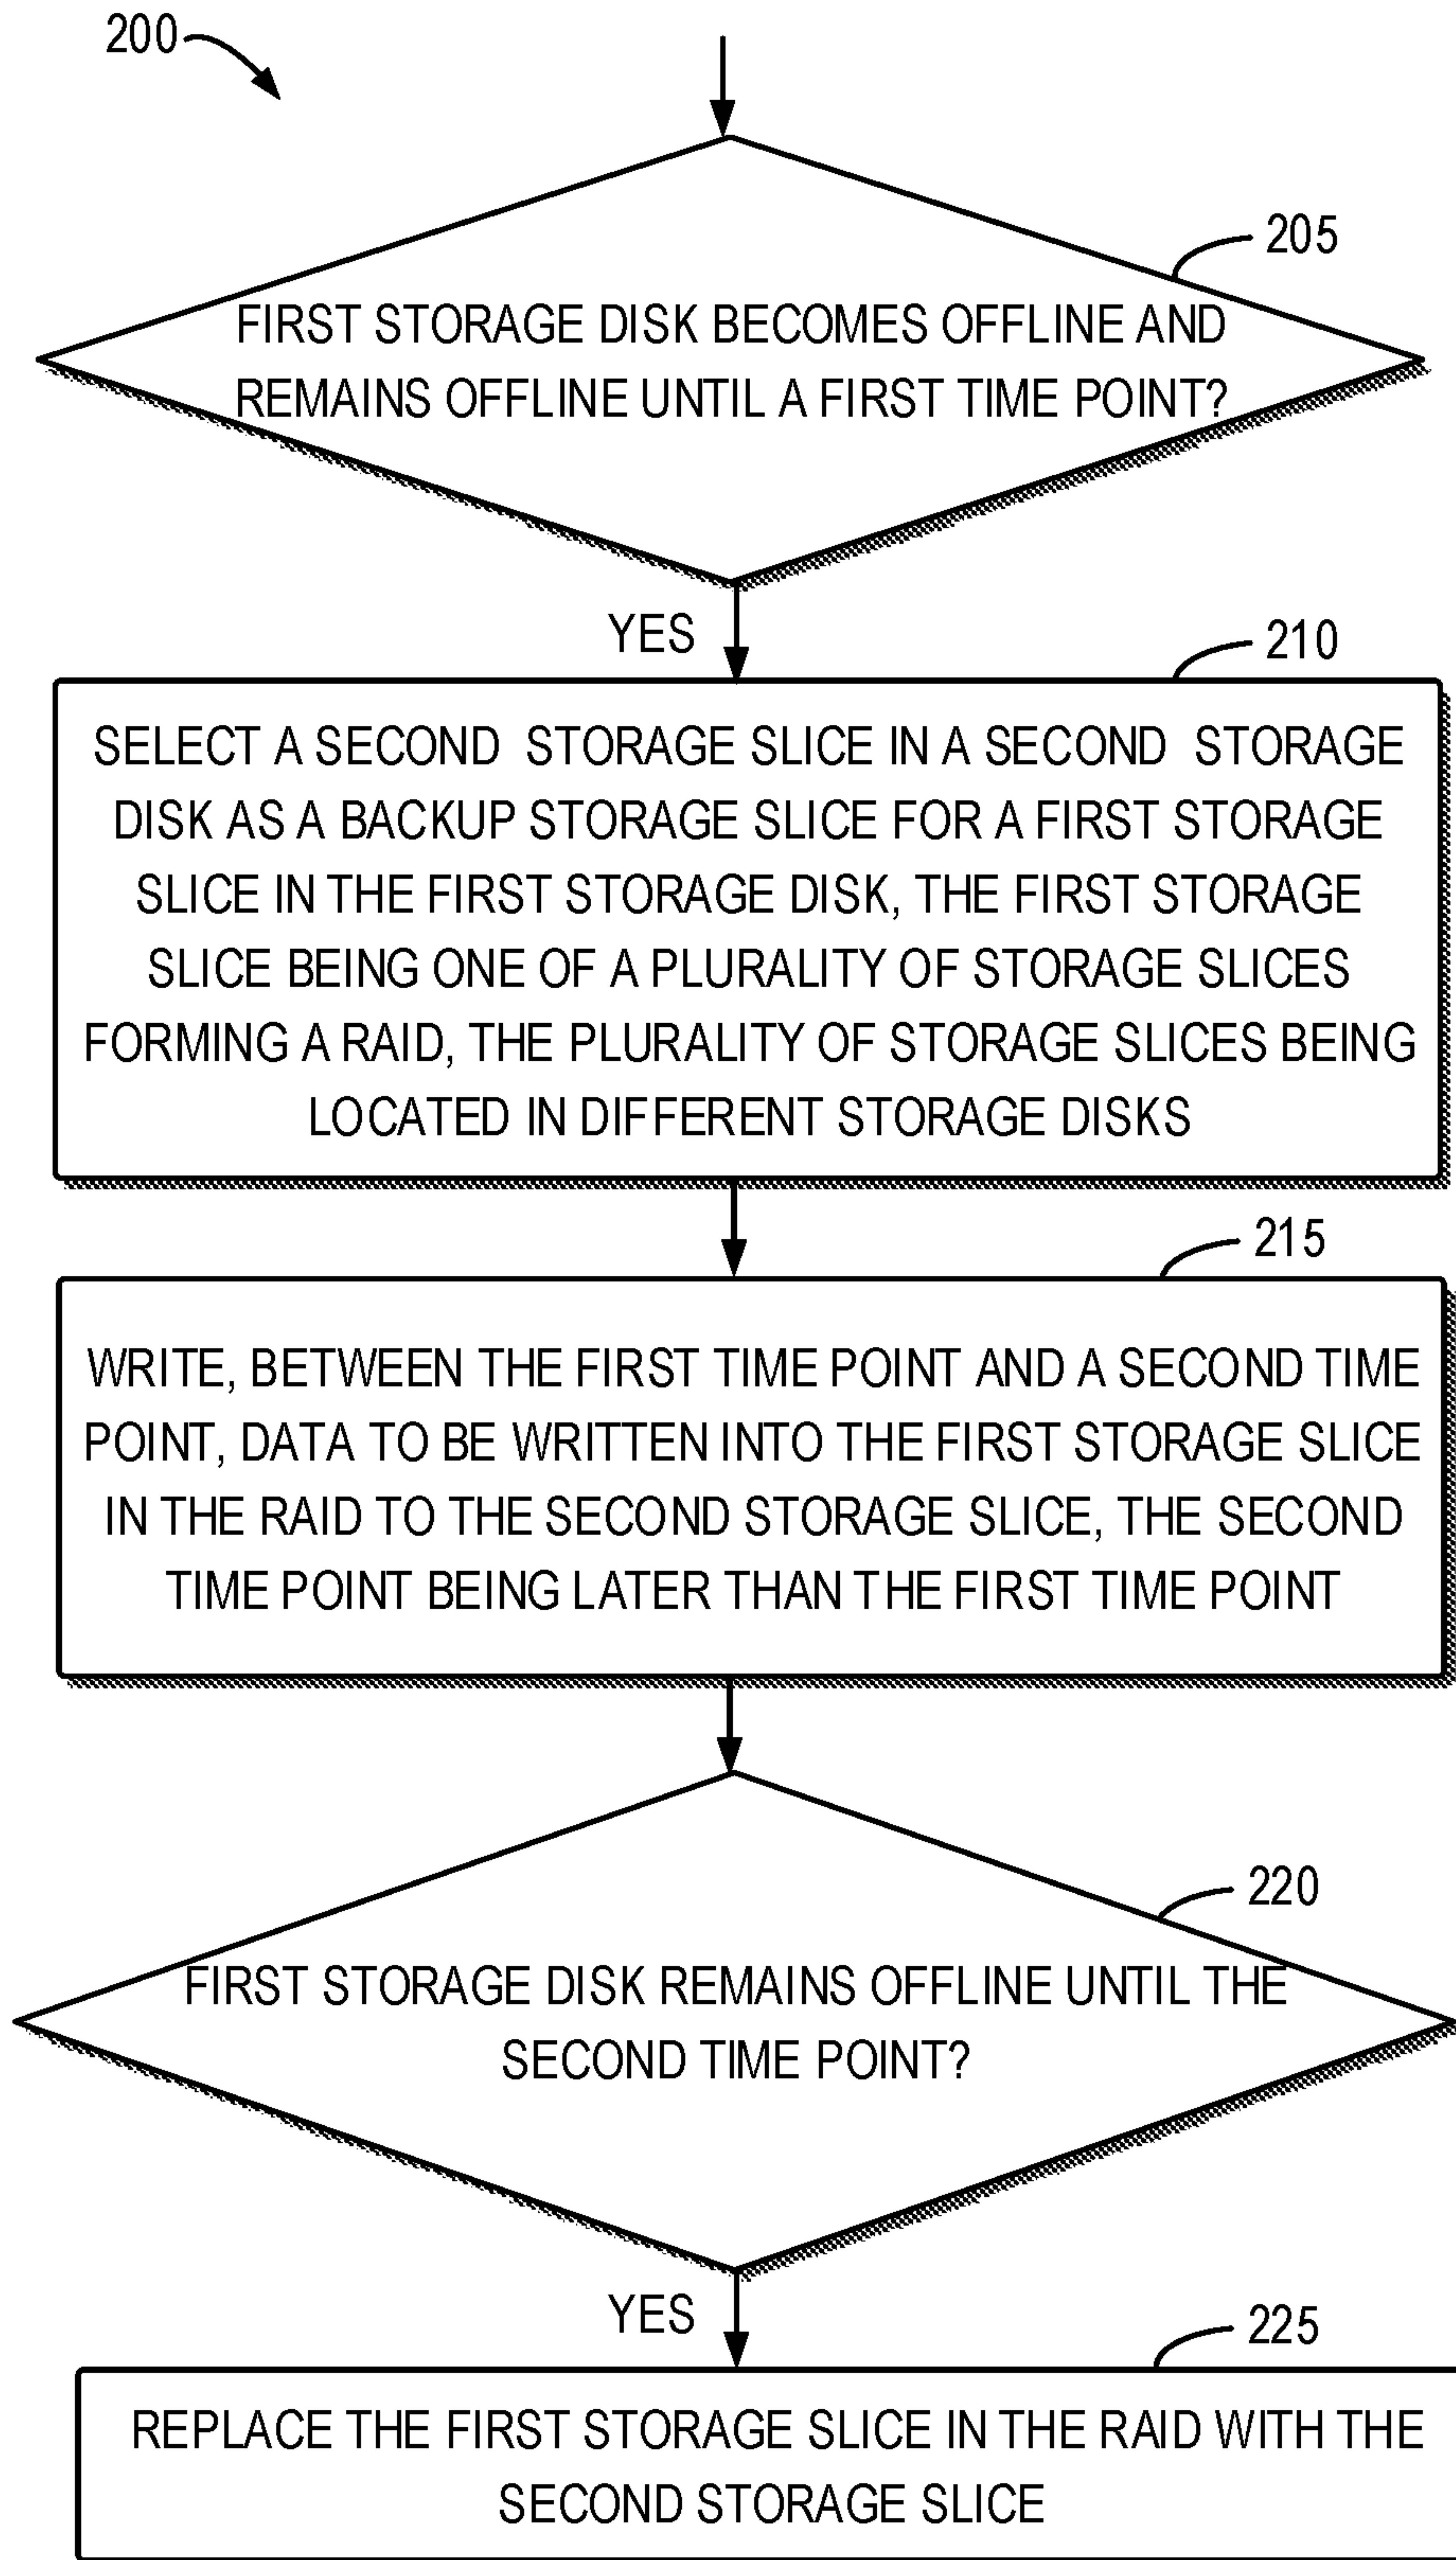 200
205
FIRST STORAGE DISK BECOMES OFFLINE AND
REMAINS OFFLINE UNTIL A FIRST TIME POINT?
YES
210
SELECT A SECOND STORAGE SLICE IN A SECOND STORAGE
DISK AS A BACKUP STORAGE SLICE FOR A FIRST STORAGE
SLICE IN THE FIRST STORAGE DISK, THE FIRST STORAGE
SLICE BEING ONE OF A PLURALITY OF STORAGE SLICES
FORMING A RAID, THE PLURALITY OF STORAGE SLICES BEING
LOCATED IN DIFFERENT STORAGE DISKS
215
WRITE, BETWEEN THE FIRST TIME POINT AND A SECOND TIME
POINT, DATA TO BE WRITTEN INTO THE FIRST STORAGE SLICE
IN THE RAID TO THE SECOND STORAGE SLICE, THE SECOND
TIME POINT BEING LATER THAN THE FIRST TIME POINT
220
FIRST STORAGE DISK REMAINS OFFLINE UNTIL THE
SECOND TIME POINT?
YES
225
REPLACE THE FIRST STORAGE SLICE IN THE RAID WITH THE
SECOND STORAGE SLICE